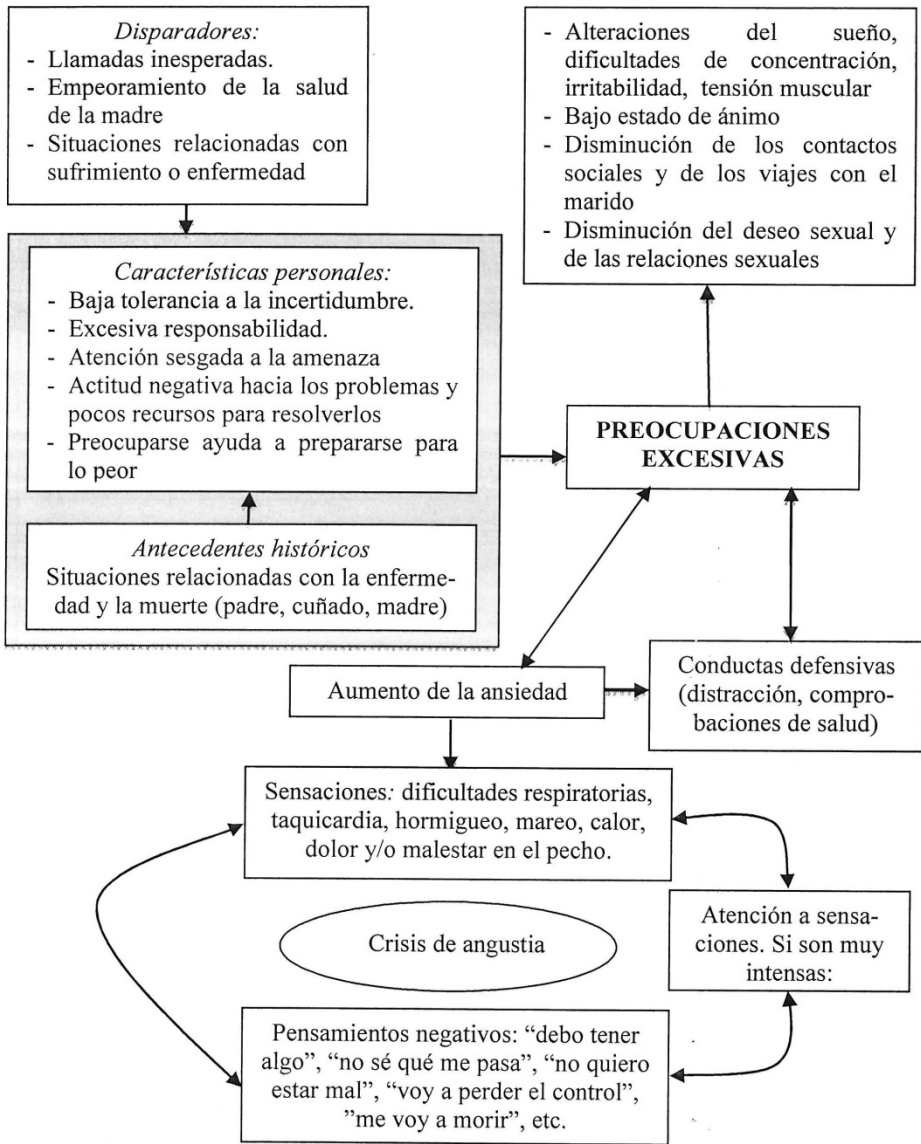 Disparadores:
- Llamadas inesperadas.
- Empeoramiento de la salud
de la madre
- Situaciones relacionadas con
sufrimiento o enfermedad
- Alteraciones del sueño,
dificultades de concentración,
irritabilidad, tensión muscular
- Bajo estado de ánimo
- Disminución de los contactos
sociales y de los viajes con el
marido
- Disminución del deseo sexual y
de las relaciones sexuales
Características personales:
- Baja tolerancia a la incertidumbre.
- Excesiva responsabilidad.
- Atención sesgada a la amenaza
- Actitud negativa hacia los problemas y
pocos recursos para resolverlos
- Preocuparse ayuda a prepararse para
lo peor
PREOCUPACIONES
EXCESIVAS
Antecedentes históricos
Situaciones relacionadas con la enferme-
dad y la muerte (padre, cuñado, madre)
Aumento de la ansiedad
Conductas defensivas
(distracción, compro-
baciones de salud)
Sensaciones: dificultades respiratorias,
taquicardia, hormigueo, mareo, calor,
dolor y/o malestar en el pecho.
Atención a sensa-
ciones. Si son muy
intensas:
Crisis de angustia
Pensamientos negativos: “debo tener
algo”, “no sé qué me pasa”, “no quiero
estar mal”, “voy a perder el control”,
”me voy a morir”, etc.